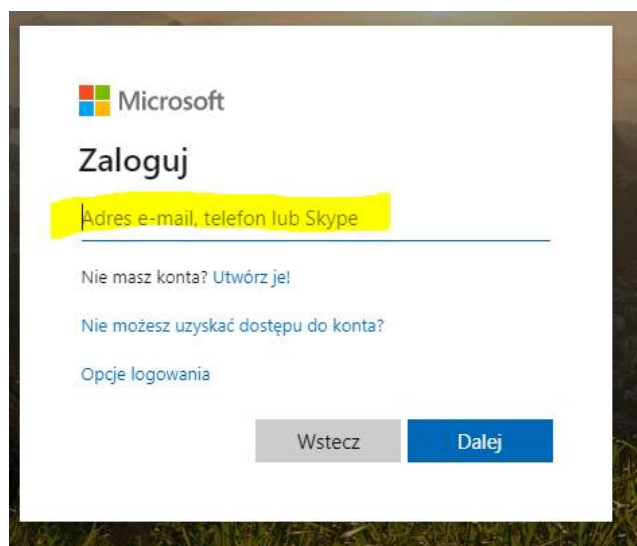 Microsoft
Zaloguj
Adres e-mail, telefon lub Skype
Nie masz konta? Utwórz je!
Nie możesz uzyskać dostępu do konta?
Opcje logowania
Wstecz Dalej